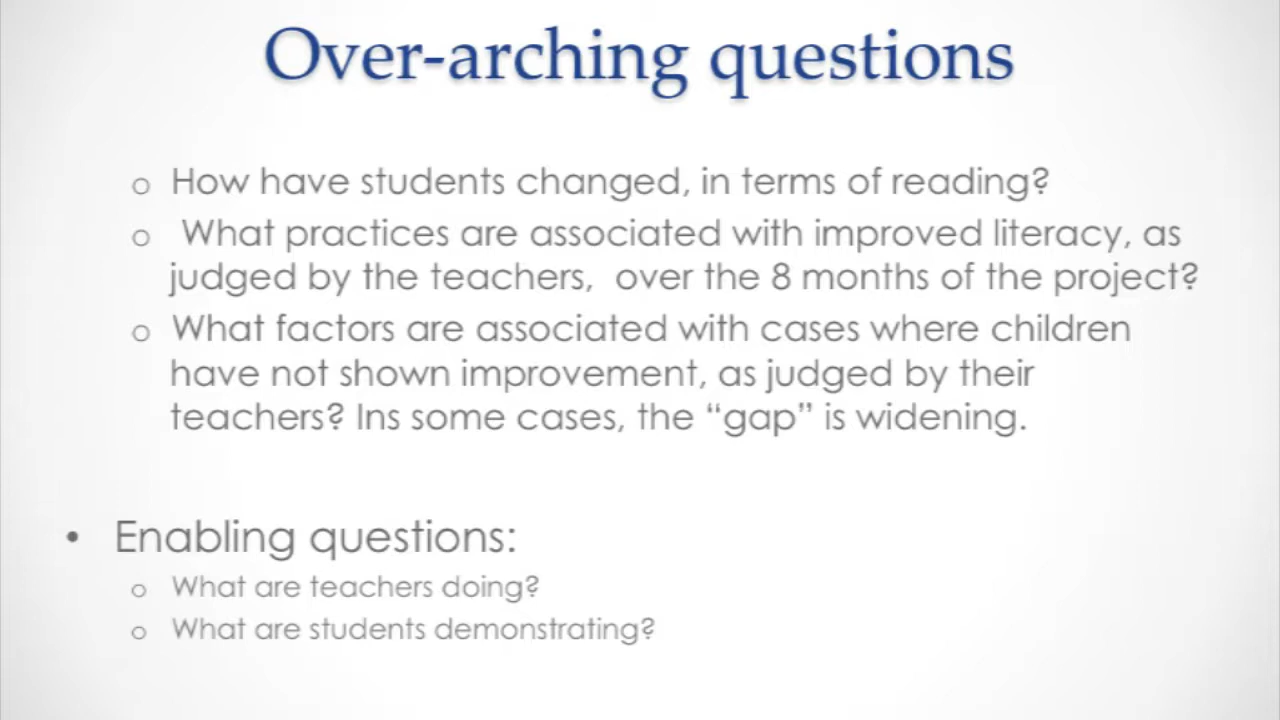 Over-arching questions
o How have students changed, in terms of reading?
o What practices are associated with improved literacy, as
judged by the teachers, over the 8 months of the project?
o What factors are associated with cases where children
have not shown improvement, as judged by their
teachers? Ins some cases, the “gap” is widening.
• Enabling questions:
o What are teachers doing?
o What are students demonstrating?